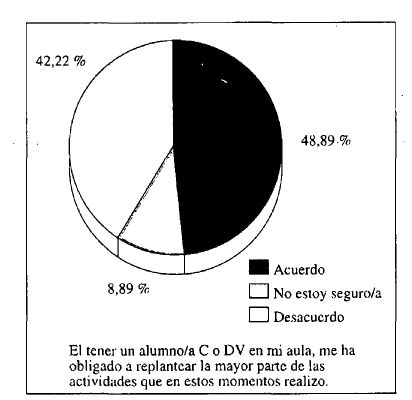 42,22 %
48,89 %
8,89 %
Acuerdo
No estoy seguro/a
Desacuerdo
El tener un alumno/a C o DV en mi aula, me ha
obligado a replantear la mayor parte de las
actividades que en estos momentos realizo.